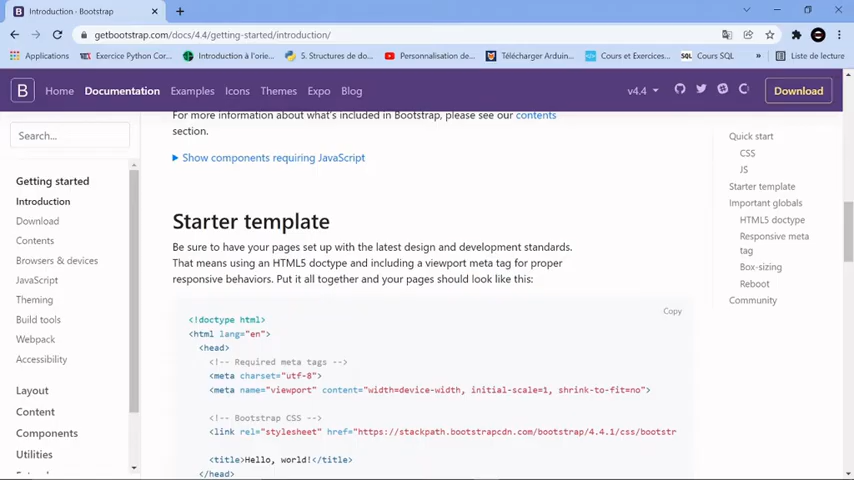 Introduction · Bootstrap
getbootstrap.com/docs/4.4/getting-started/introduction/
Applications
Exercice Python Cor...
Introduction à l'orie...
5. Structures de do...
Personnalisation de...
Télécharger Arduin...
Cours et Exercices...
SQL Cours SQL
»
Liste de lecture
B
Home
Documentation
Examples
Icons
Themes
Expo
Blog
v4.4
Download
Search...
Getting started
Introduction
Download
Contents
Browsers & devices
JavaScript
Theming
Build tools
Webpack
Accessibility
Layout
Content
Components
Utilities
For more information about what's included in Bootstrap, please see our contents
section.
Show components requiring JavaScript
Starter template
Be sure to have your pages set up with the latest design and development standards.
That means using an HTML5 doctype and including a viewport meta tag for proper
responsive behaviors. Put it all together and your pages should look like this:
Copy
<!doctype html>
<html lang="en">
<head>
<!-- Required meta tags -->
<meta charset="utf-8">
<meta name="viewport" content="width=device-width, initial-scale=1, shrink-to-fit=no">
<!-- Bootstrap CSS -->
<link rel="stylesheet" href="https://stackpath.bootstrapcdn.com/bootstrap/4.4.1/css/bootstr
<title>Hello, world!</title>
</head>
Quick start
CSS
JS
Starter template
Important globals
HTML5 doctype
Responsive meta
tag
Box-sizing
Reboot
Community